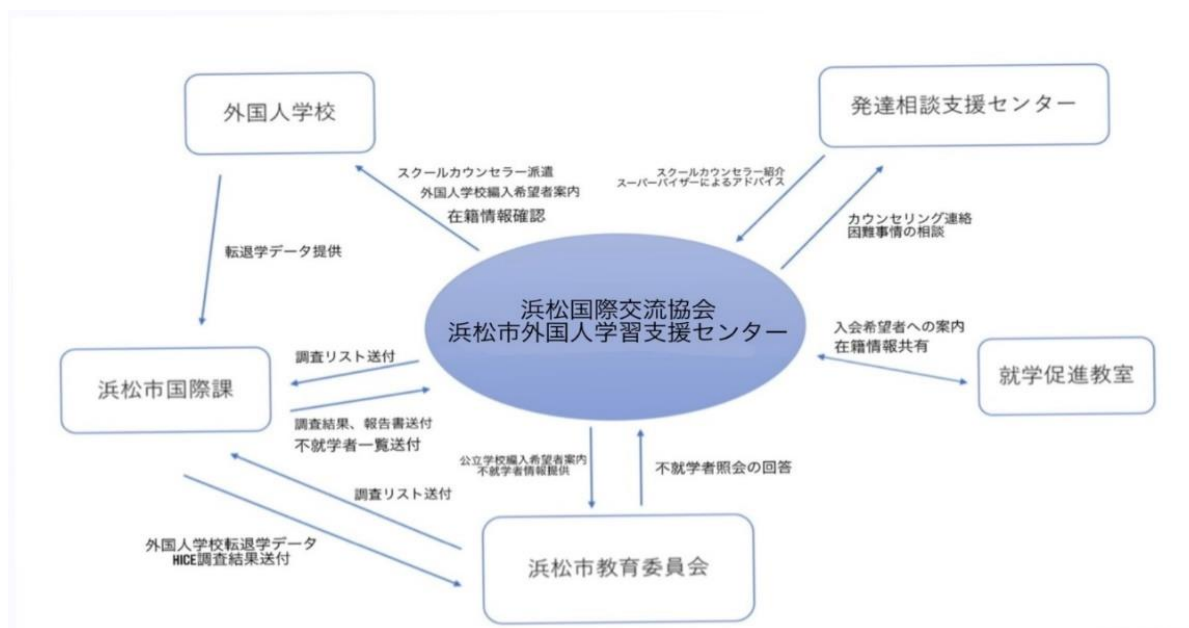 外国人学校
発達相談支援センター
スクールカウンセラー派遣
外国人学校編入希望者案内
在籍情報確認
スクールカウンセラー紹介
スーパーバイザーによるアドバイス
カウンセリング連絡
困難事情の相談
転退学データ提供
浜松国際交流協会
浜松市外国人学習支援センター
入会希望者への案内
在籍情報共有
就学促進教室
浜松市国際課
調査リスト送付
調査結果、報告書送付
不就学者一覧送付
公立学校編入希望者案内
不就学者情報提供
不就学者照会の回答
調査リスト送付
外国人学校転退学データ
HICE調査結果送付
浜松市教育委員会